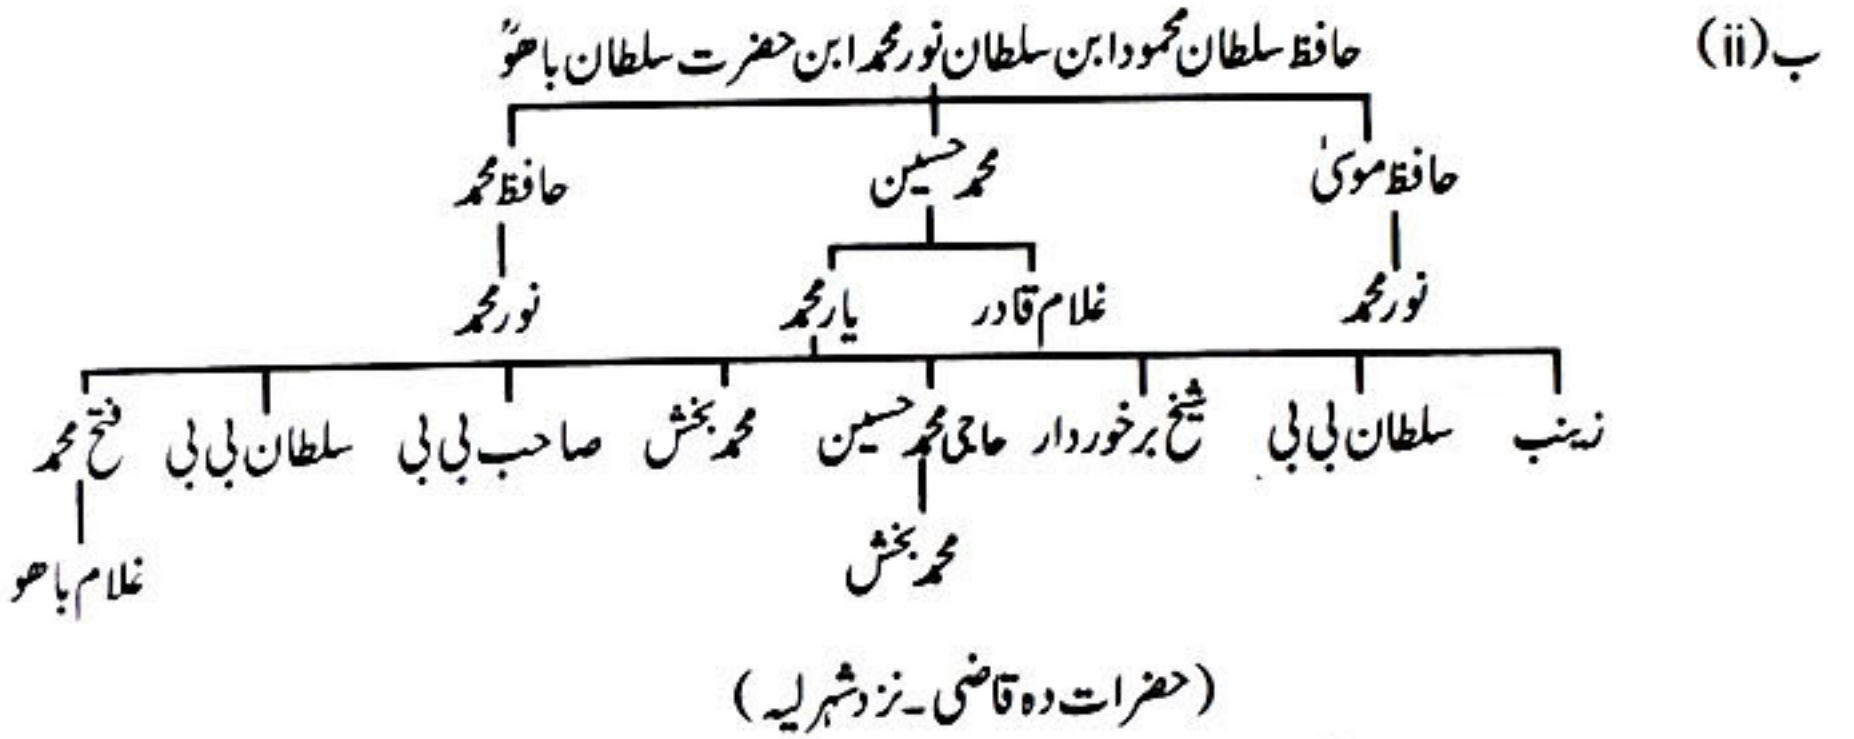 ب (ii)
حافظ سلطان محمود ابن سلطان نور محمد ابن حضرت سلطان باھوؒ
حافظ موسیٰ محمد حسین حافظ محمد
نور محمد غلام قادر یار محمد نور محمد
زینب سلطان بی بی شیخ برخوردار حاجی محمد حسین محمد بخش صاحب بی بی سلطان بی بی فتح محمد
محمد بخش غلام باھو
(حضرات دہ قاضی ۔ نزد شہر لیہ)